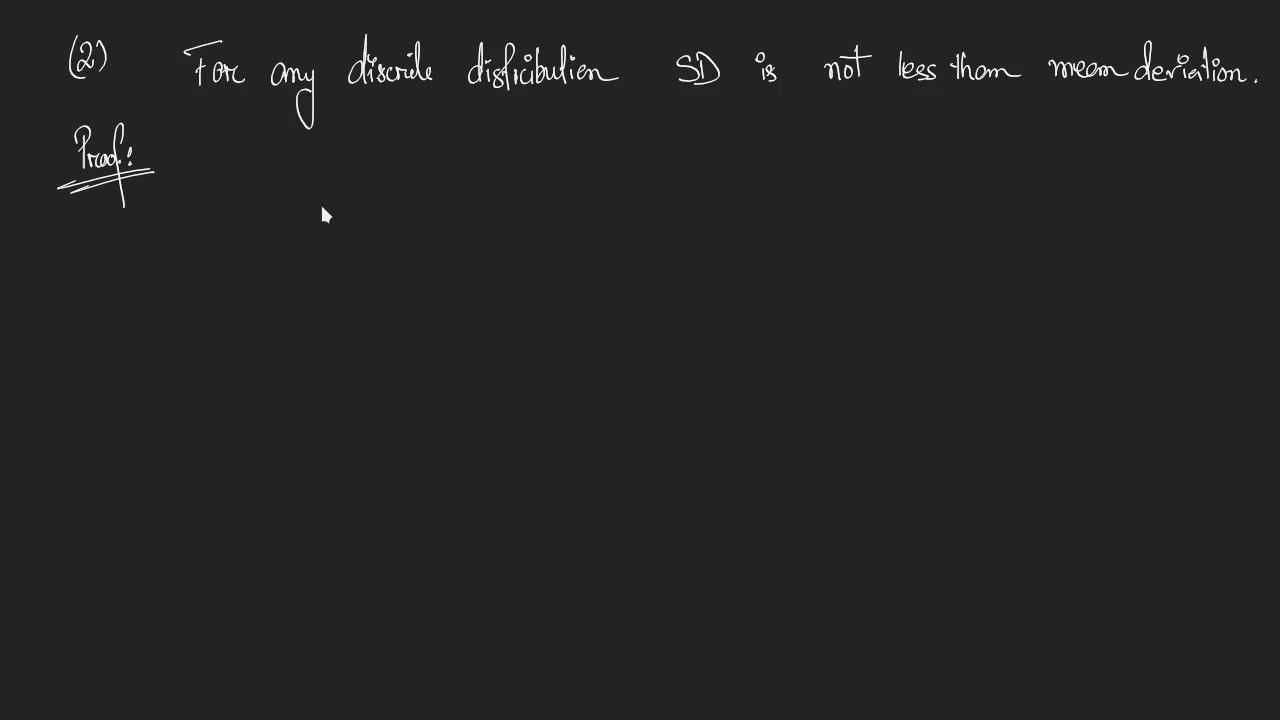 (2) For any discrete distribution SD is not less than mean deviation.
Proof: